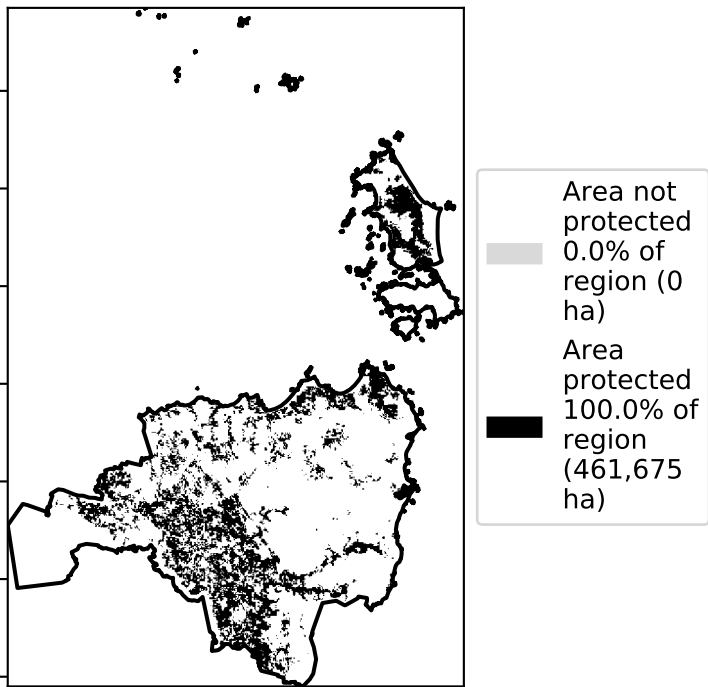 Area not
protected
0.0% of
region (0
ha)
Area
protected
100.0% of
region
(461,675
ha)